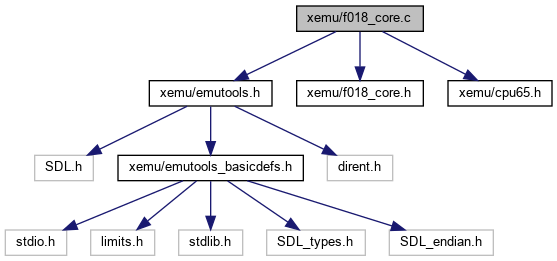 xemu/f018_core.c
xemu/emutools.h
xemu/f018_core.h
xemu/cpu65.h
SDL.h
xemu/emutools_basicdefs.h
dirent.h
stdio.h
limits.h
stdlib.h
SDL_types.h
SDL_endian.h